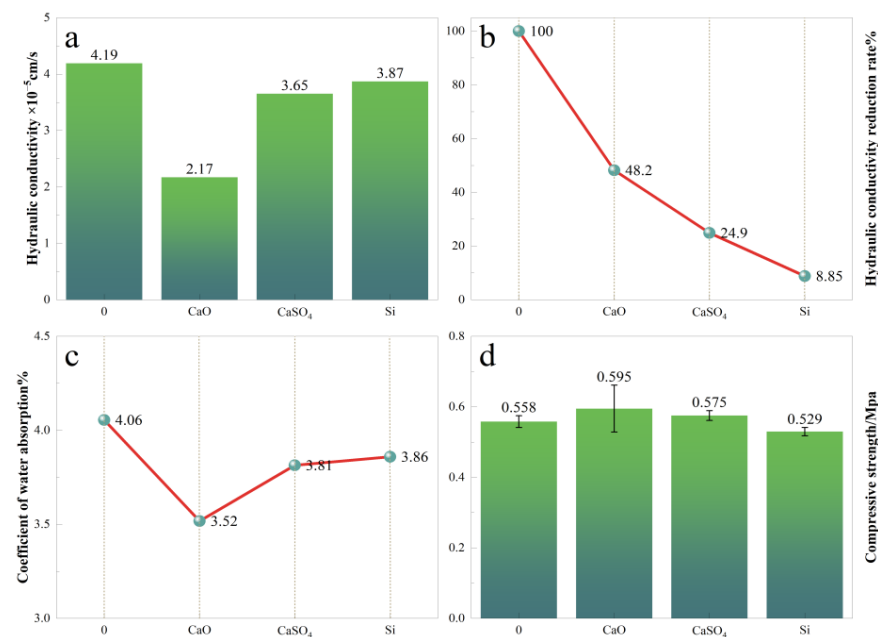 a
Hydraulic conductivity ×10⁻⁵cm/s
5
4
3
2
1
0
4.19
2.17
3.65
3.87
0
CaO
CaSO₄
Si
b
Hydraulic conductivity reduction rate%
100
80
60
40
20
0
100
48.2
24.9
8.85
0
CaO
CaSO₄
Si
c
Coefficient of water absorption%
4.5
4.0
3.5
3.0
4.06
3.52
3.81
3.86
0
CaO
CaSO₄
Si
d
Compressive strength/Mpa
0.8
0.6
0.4
0.2
0.0
0.558
0.595
0.575
0.529
0
CaO
CaSO₄
Si